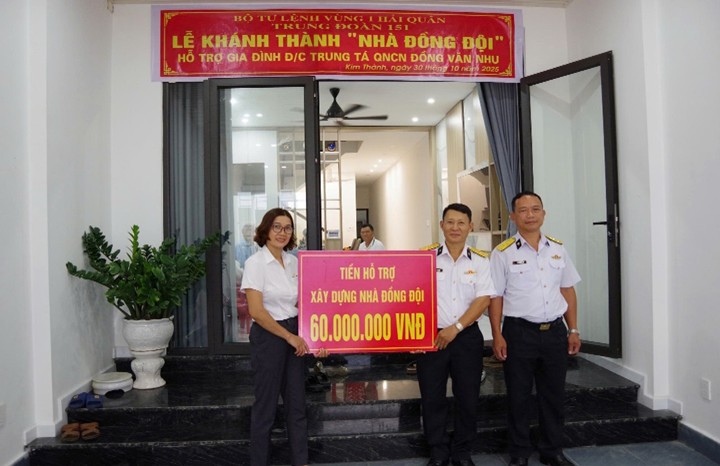 BỘ TƯ LỆNH VÙNG 1 HẢI QUÂN
TRUNG ĐOÀN 151
LỄ KHÁNH THÀNH "NHÀ ĐỒNG ĐỘI"
HỖ TRỢ GIA ĐÌNH Đ/C TRUNG TÁ QNCN ĐỒNG VĂN NHU
Kim Thành, ngày 30 tháng 10 năm 2025
TIỀN HỖ TRỢ
XÂY DỰNG NHÀ ĐỒNG ĐỘI
60.000.000 VNĐ